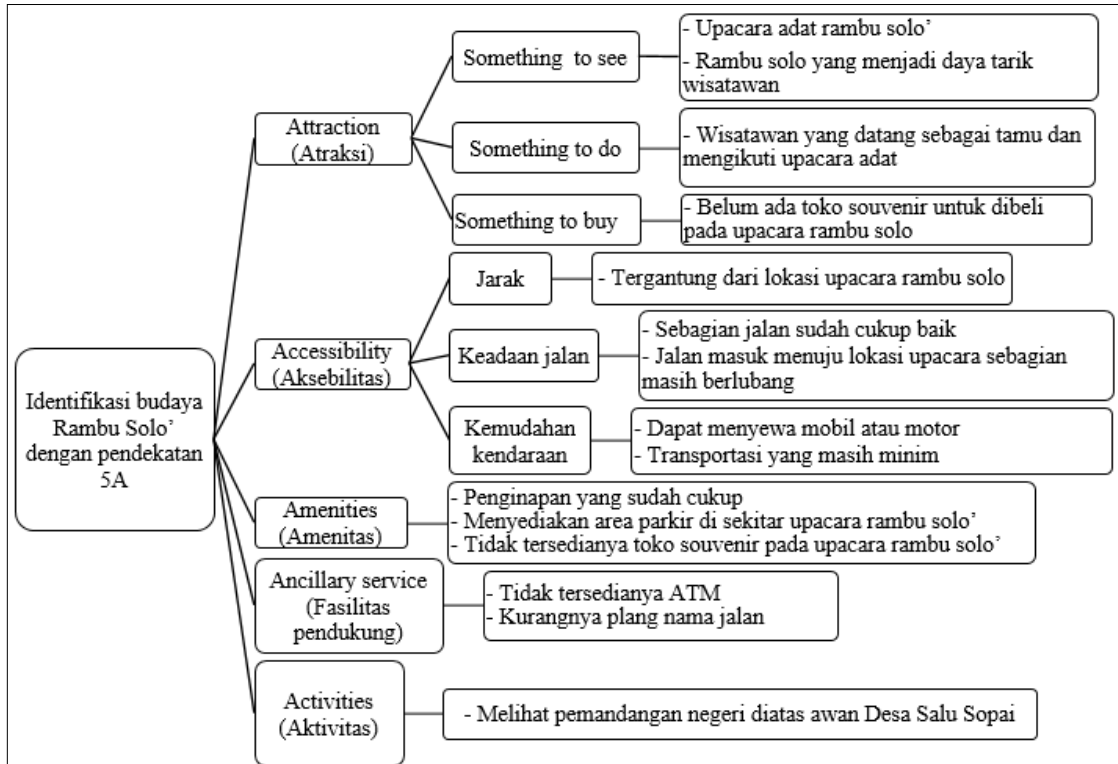 Identifikasi budaya
Rambu Solo’
dengan pendekatan
5A
Attraction
(Atraksi)
Something to see
- Upacara adat rambu solo’
- Rambu solo yang menjadi daya tarik
wisatawan
Something to do
- Wisatawan yang datang sebagai tamu dan
mengikuti upacara adat
Something to buy
- Belum ada toko souvenir untuk dibeli
pada upacara rambu solo
Accessibility
(Aksebilitas)
Jarak
- Tergantung dari lokasi upacara rambu solo
Keadaan jalan
- Sebagian jalan sudah cukup baik
- Jalan masuk menuju lokasi upacara sebagian
masih berlubang
Kemudahan
kendaraan
- Dapat menyewa mobil atau motor
- Transportasi yang masih minim
Amenities
(Amenitas)
- Penginapan yang sudah cukup
- Menyediakan area parkir di sekitar upacara rambu solo’
- Tidak tersedianya toko souvenir pada upacara rambu solo’
Ancillary service
(Fasilitas
pendukung)
- Tidak tersedianya ATM
- Kurangnya plang nama jalan
Activities
(Aktivitas)
- Melihat pemandangan negeri diatas awan Desa Salu Sopai